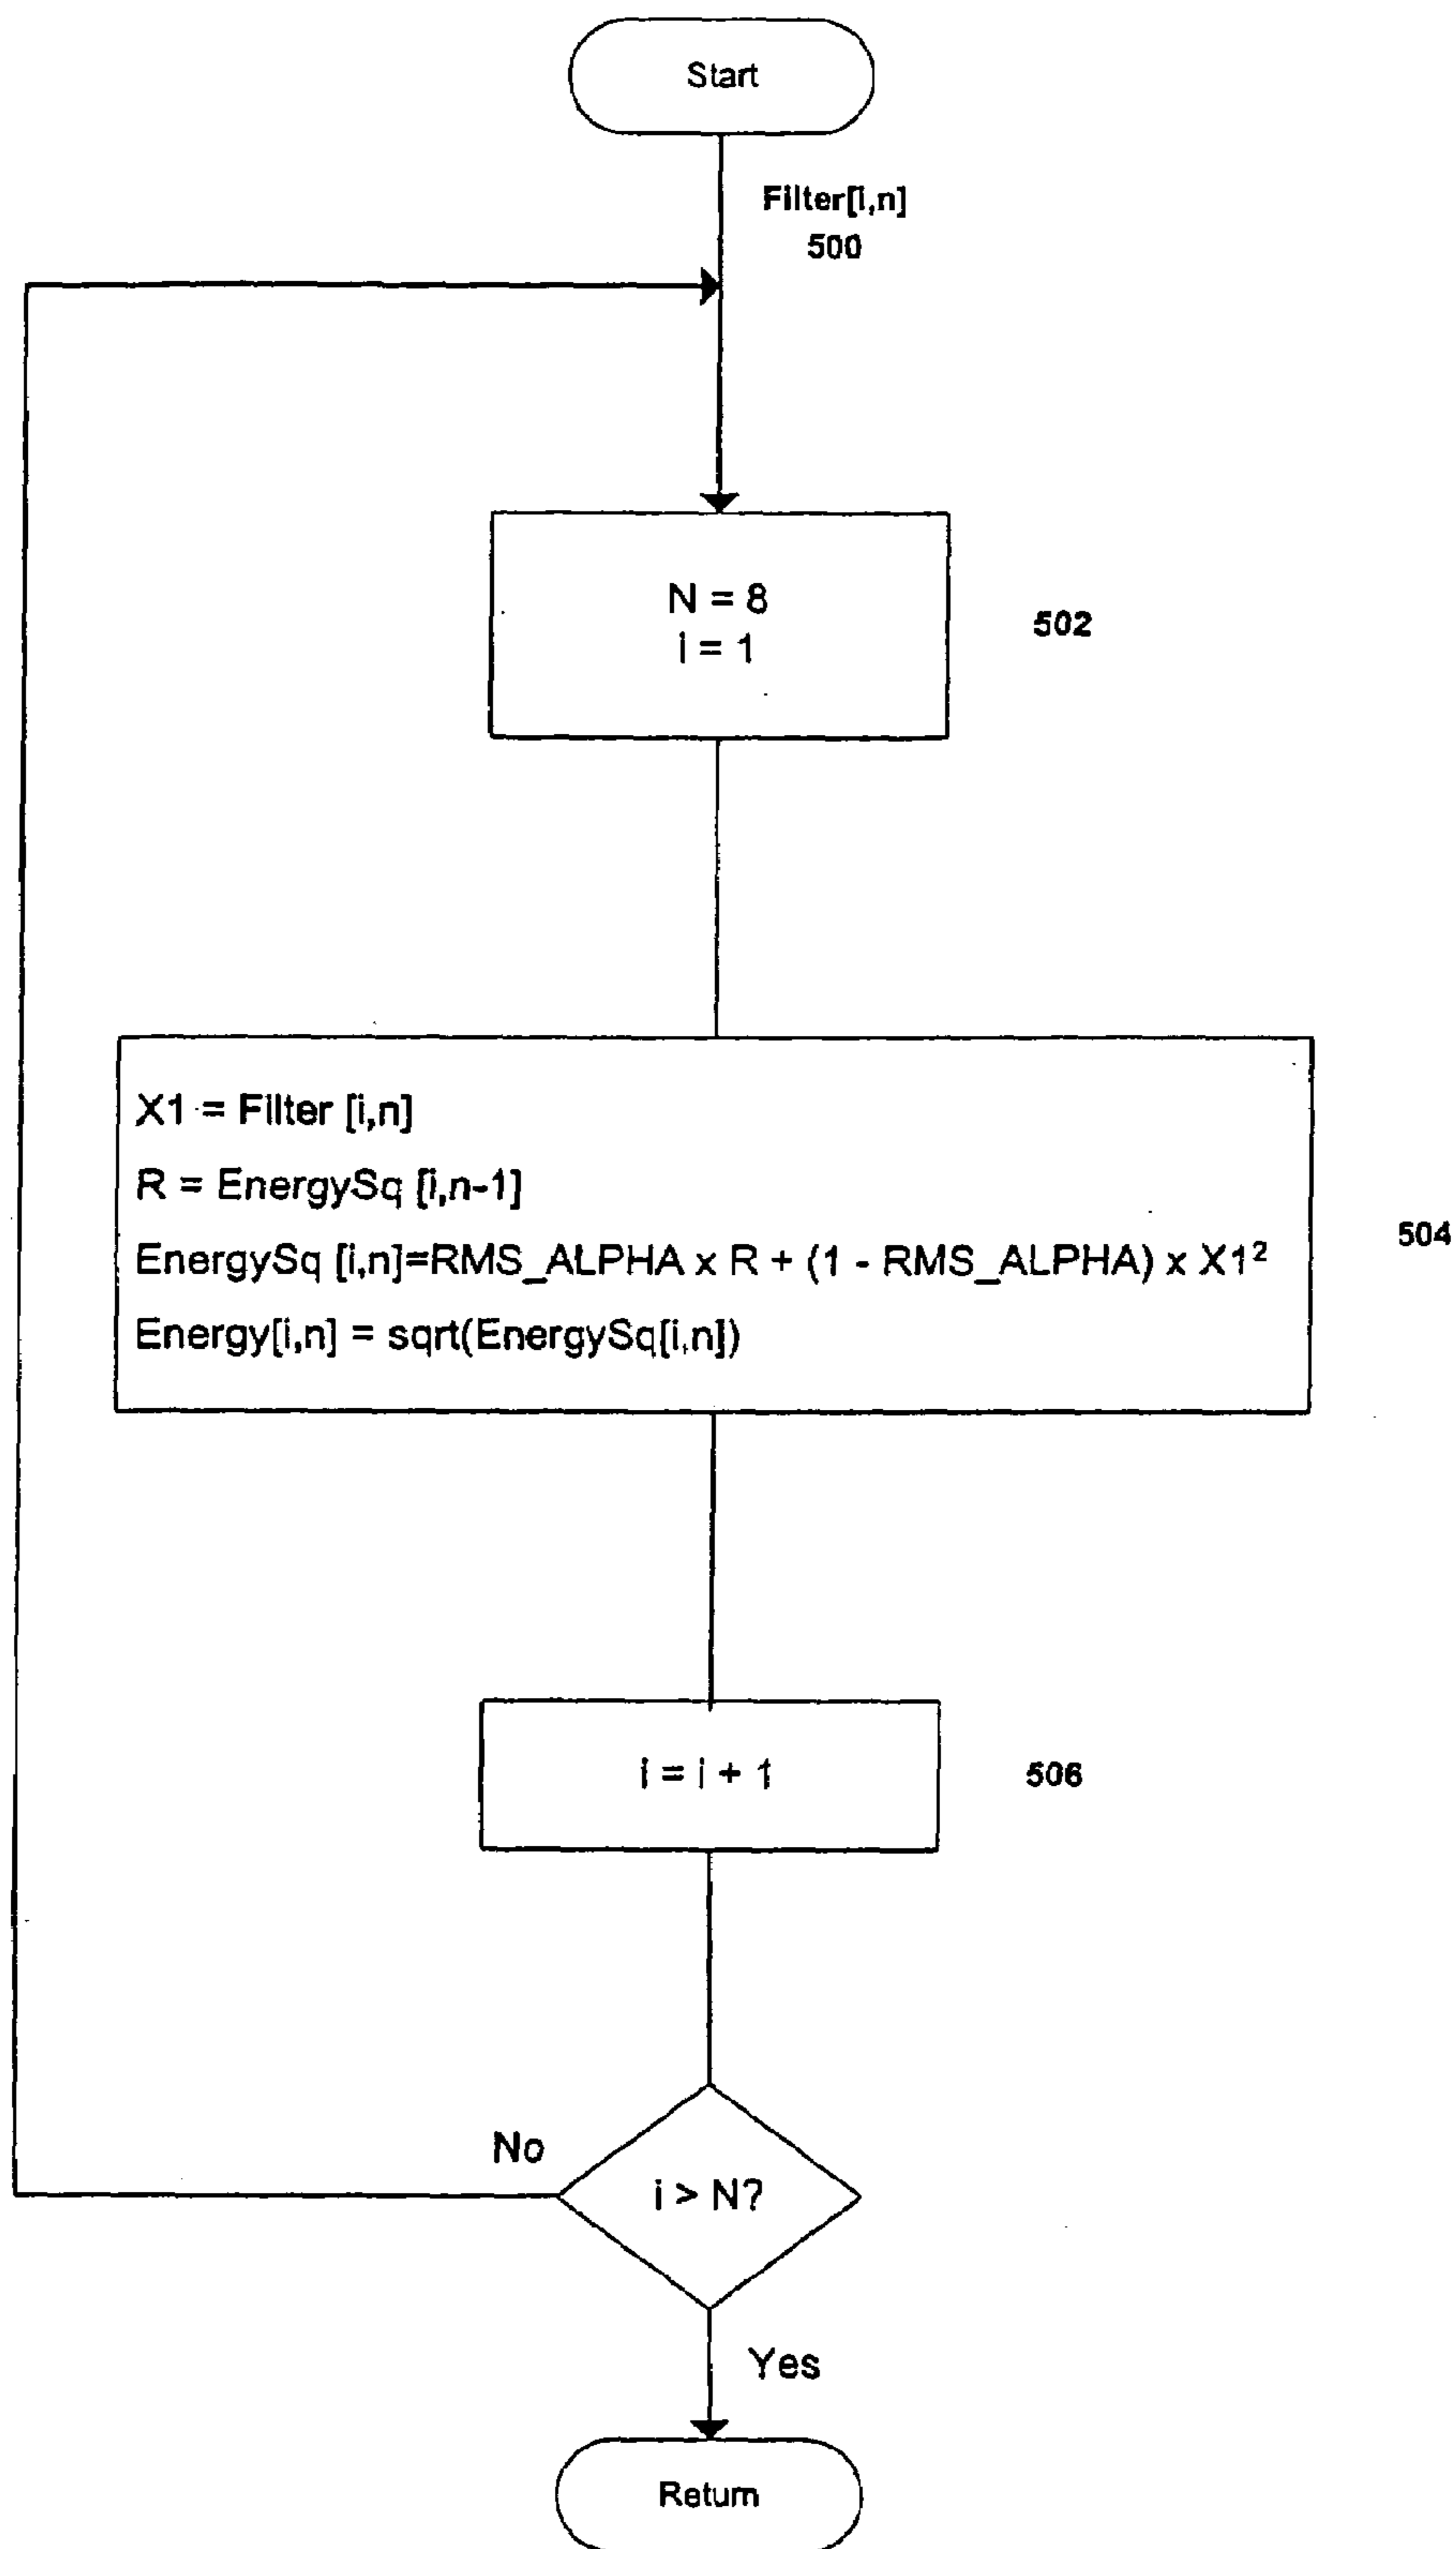 Start
Filter[i,n]
500
N = 8
i = 1
502
X1 = Filter [i,n]
R = EnergySq [i,n-1]
EnergySq [i,n]=RMS_ALPHA x R + (1 - RMS_ALPHA) x X1²
Energy[i,n] = sqrt(EnergySq[i,n])
504
i = i + 1
506
No
i > N?
Yes
Return